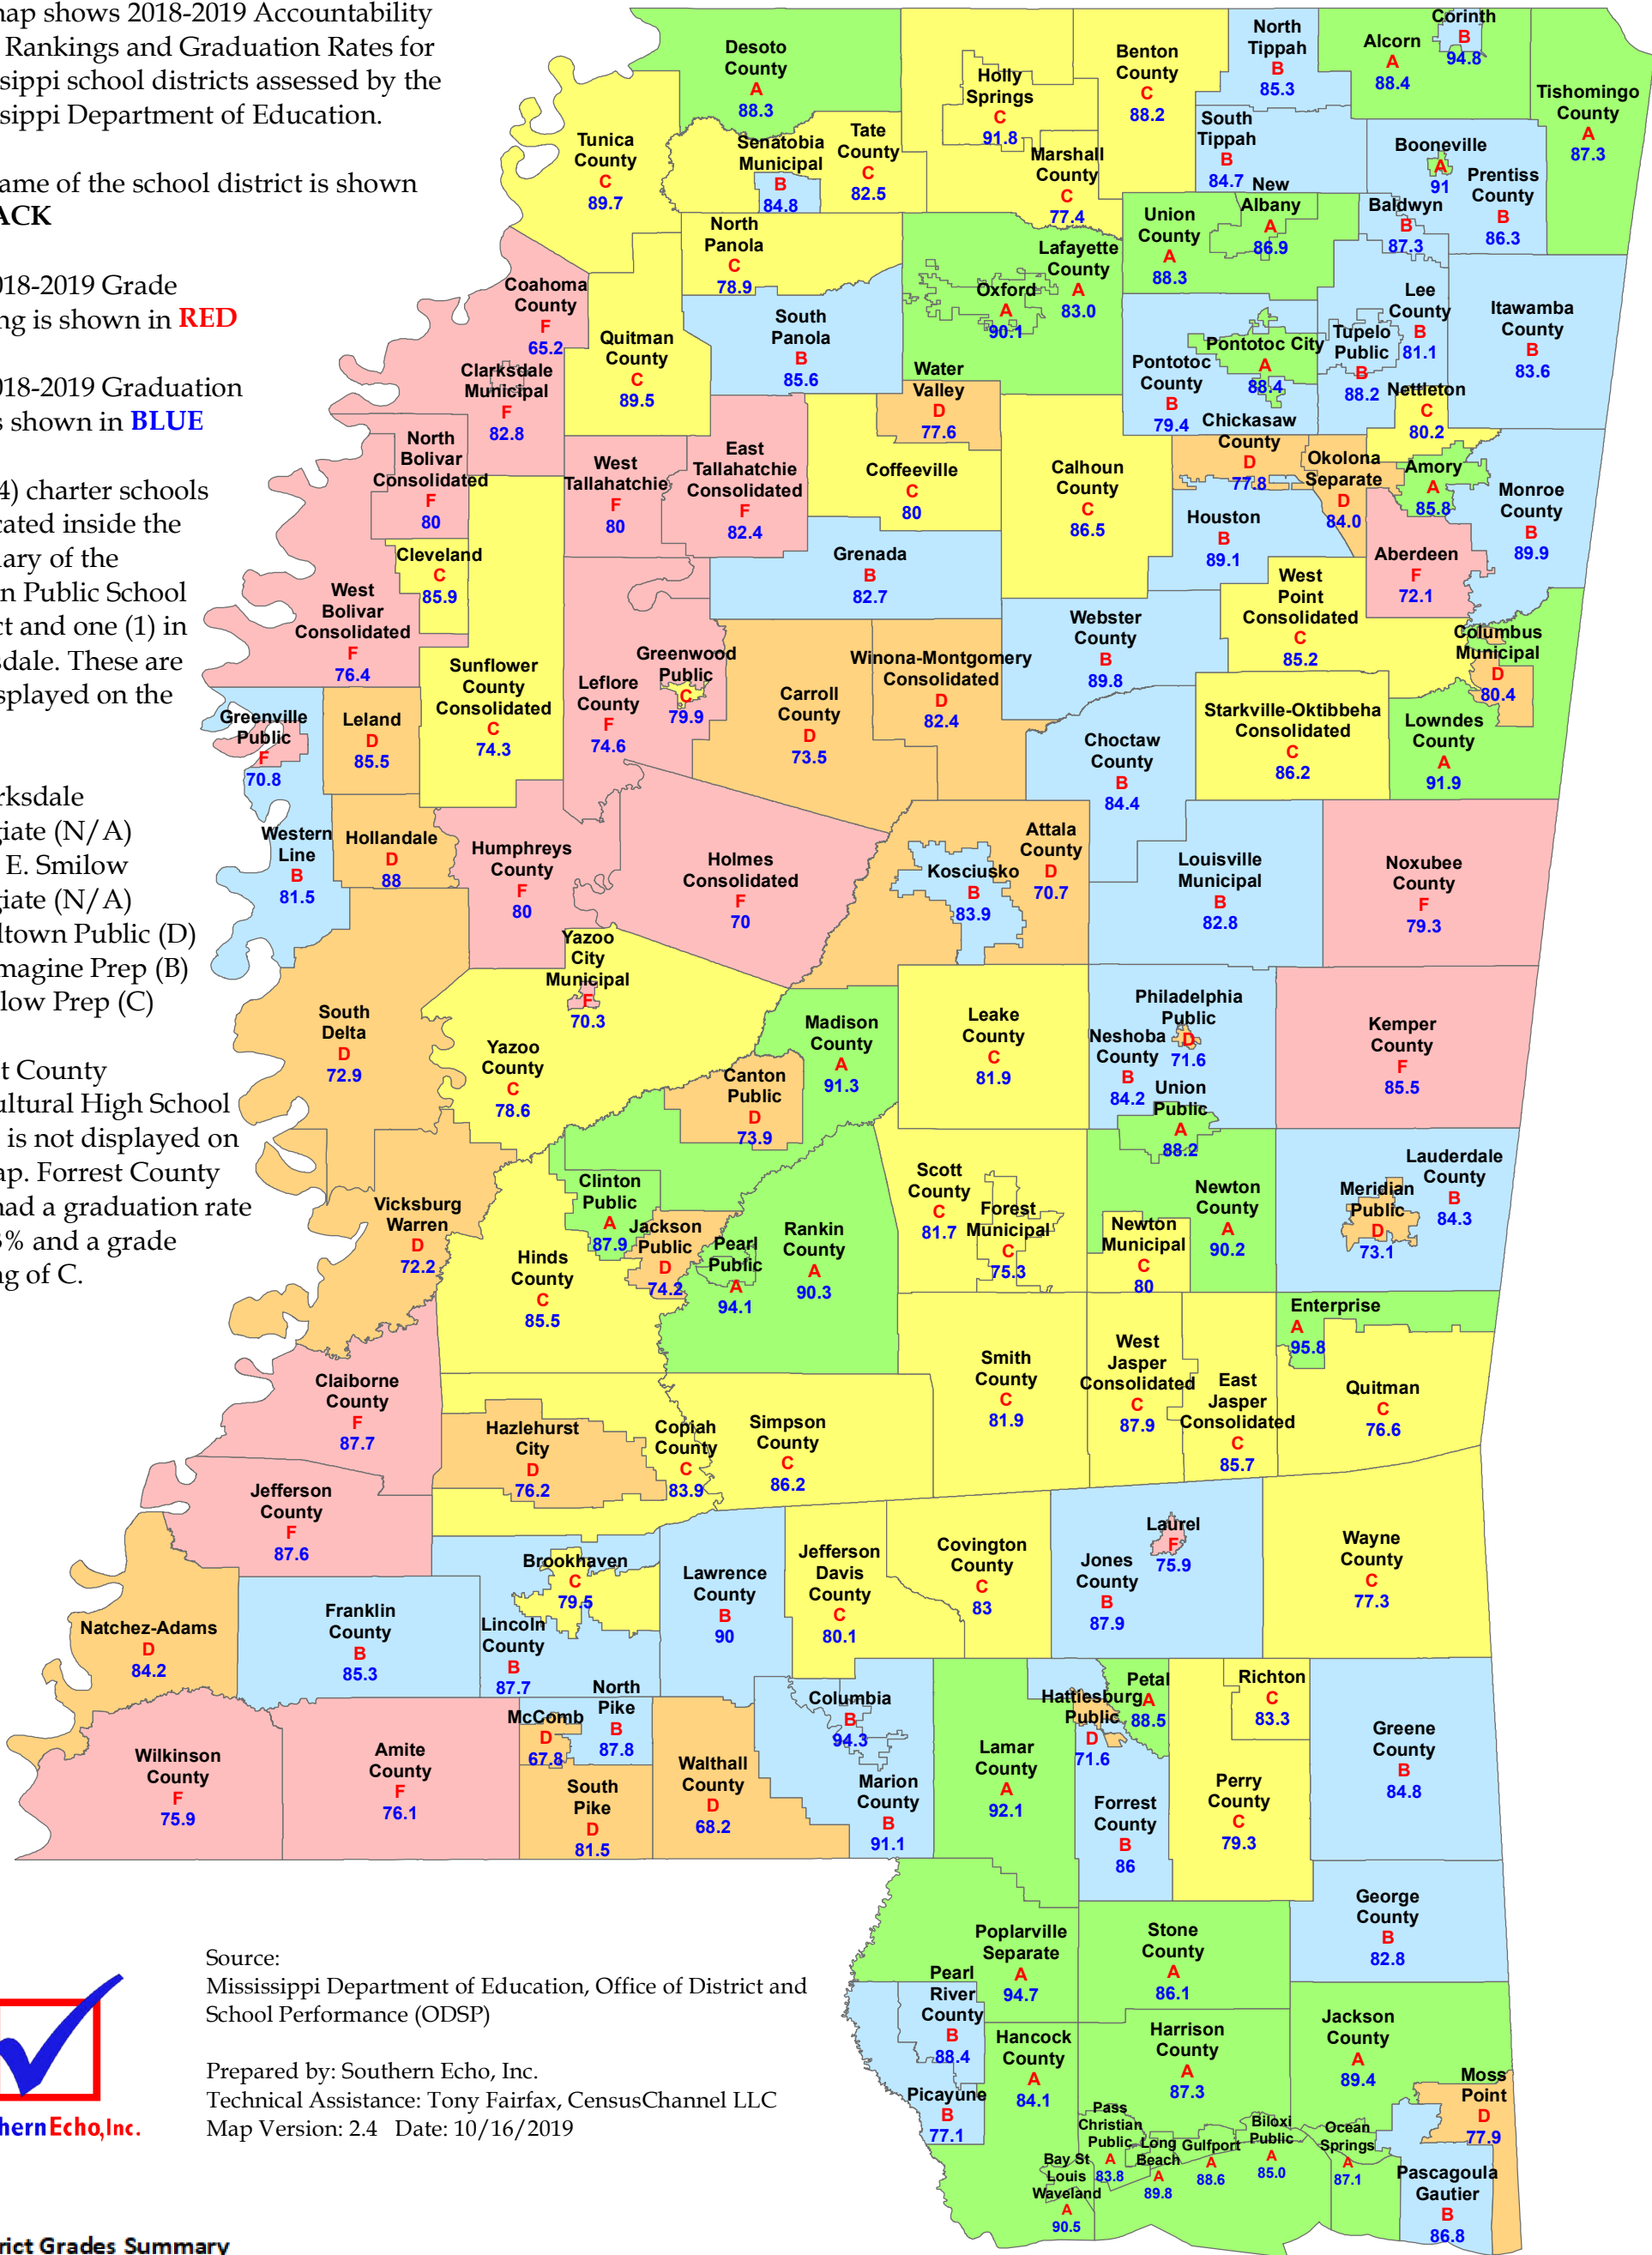 map shows 2018-2019 Accountability
Rankings and Graduation Rates for
sippi school districts assessed by the
sippi Department of Education.
ame of the school district is shown
ACK
018-2019 Grade
ng is shown in RED
018-2019 Graduation
s shown in BLUE
4) charter schools
cated inside the
dary of the
n Public School
ct and one (1) in
sdale. These are
isplayed on the
rksdale
giate (N/A)
E. Smilow
giate (N/A)
ltown Public (D)
magine Prep (B)
low Prep (C)
t County
ultural High School
is not displayed on
ap. Forrest County
had a graduation rate
% and a grade
ng of C.
Desoto
County
A
88.3
Holly
Springs
C
91.8
Benton
County
C
88.2
North
Tippah
B
85.3
Alcorn
A
88.4
Corinth
B
94.8
Tishomingo
County
A
87.3
Tunica
County
C
89.7
Senatobia
Municipal
B
84.8
Tate
County
C
82.5
Marshall
County
C
77.4
South
Tippah
B
84.7
New
Albany
A
86.9
Booneville
A
91
Prentiss
County
B
86.3
Baldwyn
B
87.3
Union
County
A
88.3
North
Panola
C
78.9
Lafayette
County
A
83.0
Oxford
A
90.1
Coahoma
County
F
65.2
Quitman
County
C
89.5
South
Panola
B
85.6
Clarksdale
Municipal
F
82.8
Pontotoc City
A
88.4
Pontotoc
County
B
79.4
Tupelo
Public
B
88.2
Lee
County
B
81.1
Itawamba
County
B
83.6
Nettleton
C
80.2
Water
Valley
D
77.6
North
Bolivar
Consolidated
F
80
West
Tallahatchie
F
80
East
Tallahatchie
Consolidated
F
82.4
Coffeeville
C
80
Calhoun
County
C
86.5
Chickasaw
County
D
77.8
Okolona
Separate
D
84.0
Amory
A
85.8
Monroe
County
B
89.9
Houston
B
89.1
Aberdeen
F
72.1
Cleveland
C
85.9
Grenada
B
82.7
West
Bolivar
Consolidated
F
76.4
Sunflower
County
Consolidated
C
74.3
Leflore
County
F
74.6
Greenwood
Public
C
79.9
Carroll
County
D
73.5
Winona-Montgomery
Consolidated
D
82.4
Webster
County
B
89.8
West
Point
Consolidated
C
85.2
Columbus
Municipal
D
80.4
Greenville
Public
F
70.8
Leland
D
85.5
Choctaw
County
B
84.4
Starkville-Oktibbeha
Consolidated
C
86.2
Lowndes
County
A
91.9
Western
Line
B
81.5
Hollandale
D
88
Humphreys
County
F
80
Holmes
Consolidated
F
70
Kosciusko
B
83.9
Attala
County
D
70.7
Louisville
Municipal
B
82.8
Noxubee
County
F
79.3
Yazoo
City
Municipal
F
70.3
South
Delta
D
72.9
Yazoo
County
C
78.6
Madison
County
A
91.3
Canton
Public
D
73.9
Leake
County
C
81.9
Philadelphia
Public
D
71.6
Neshoba
County
B
84.2
Union
Public
A
88.2
Kemper
County
F
85.5
Vicksburg
Warren
D
72.2
Clinton
Public
A
87.9
Jackson
Public
D
74.2
Pearl
Public
A
94.1
Rankin
County
A
90.3
Hinds
County
C
85.5
Scott
County
C
81.7
Forest
Municipal
C
75.3
Newton
Municipal
C
80
Newton
County
A
90.2
Meridian
Public
D
73.1
Lauderdale
County
B
84.3
Enterprise
A
95.8
Claiborne
County
F
87.7
Hazlehurst
City
D
76.2
Copiah
County
C
83.9
Simpson
County
C
86.2
Smith
County
C
81.9
West
Jasper
Consolidated
C
87.9
East
Jasper
Consolidated
C
85.7
Quitman
C
76.6
Jefferson
County
F
87.6
Natchez-Adams
D
84.2
Franklin
County
B
85.3
Brookhaven
C
79.5
Lincoln
County
B
87.7
Lawrence
County
B
90
Jefferson
Davis
County
C
80.1
Covington
County
C
83
Jones
County
B
87.9
Laurel
F
75.9
Wayne
County
C
77.3
Wilkinson
County
F
75.9
Amite
County
F
76.1
McComb
D
67.8
North
Pike
B
87.8
South
Pike
D
81.5
Walthall
County
D
68.2
Columbia
B
94.3
Marion
County
B
91.1
Lamar
County
A
92.1
Hattiesburg
Public
D
71.6
Petal
A
88.5
Forrest
County
B
86
Richton
C
83.3
Perry
County
C
79.3
Greene
County
B
84.8
George
County
B
82.8
Poplarville
Separate
A
94.7
Stone
County
A
86.1
Pearl
River
County
B
88.4
Picayune
B
77.1
Hancock
County
A
84.1
Harrison
County
A
87.3
Jackson
County
A
89.4
Moss
Point
D
77.9
Pass
Christian
Public
A
83.8
Long
Beach
A
89.8
Gulfport
A
88.6
Biloxi
Public
A
85.0
Ocean
Springs
A
87.1
Bay St
Louis
Waveland
A
90.5
Pascagoula
Gautier
B
86.8
Source:
Mississippi Department of Education, Office of District and
School Performance (ODSP)
Prepared by: Southern Echo, Inc.
Technical Assistance: Tony Fairfax, CensusChannel LLC
Map Version: 2.4 Date: 10/16/2019
hernEcho,Inc.
rict Grades Summary